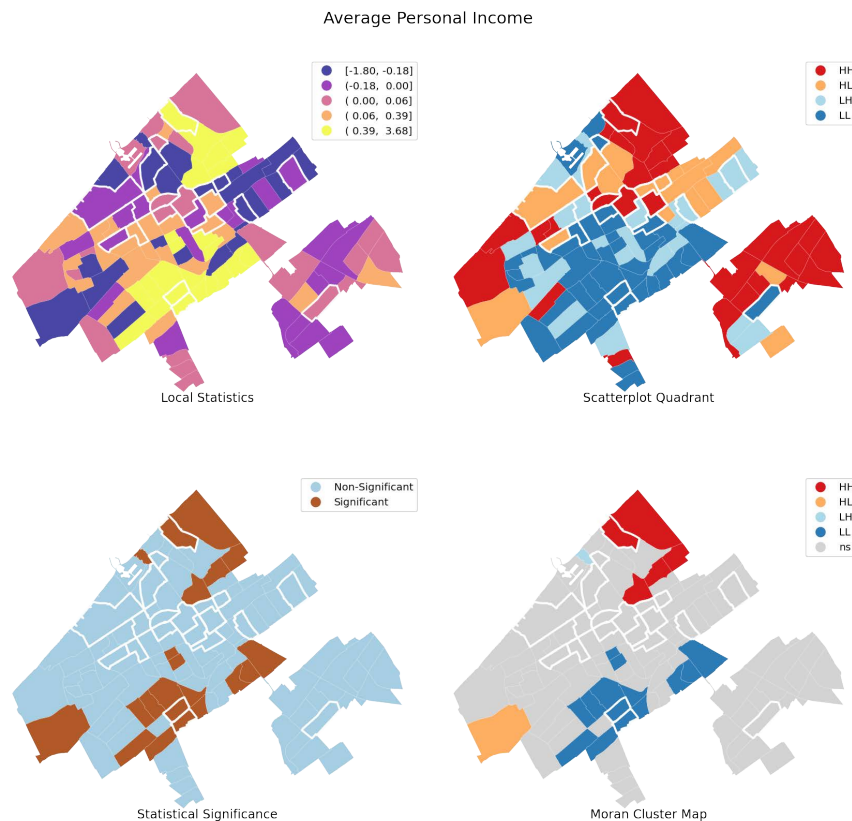 Average Personal Income
[-1.80, -0.18]
(-0.18, 0.00]
( 0.00, 0.06]
( 0.06, 0.39]
( 0.39, 3.68]
Local Statistics
HH
HL
LH
LL
Scatterplot Quadrant
Non-Significant
Significant
Statistical Significance
HH
HL
LH
LL
ns
Moran Cluster Map